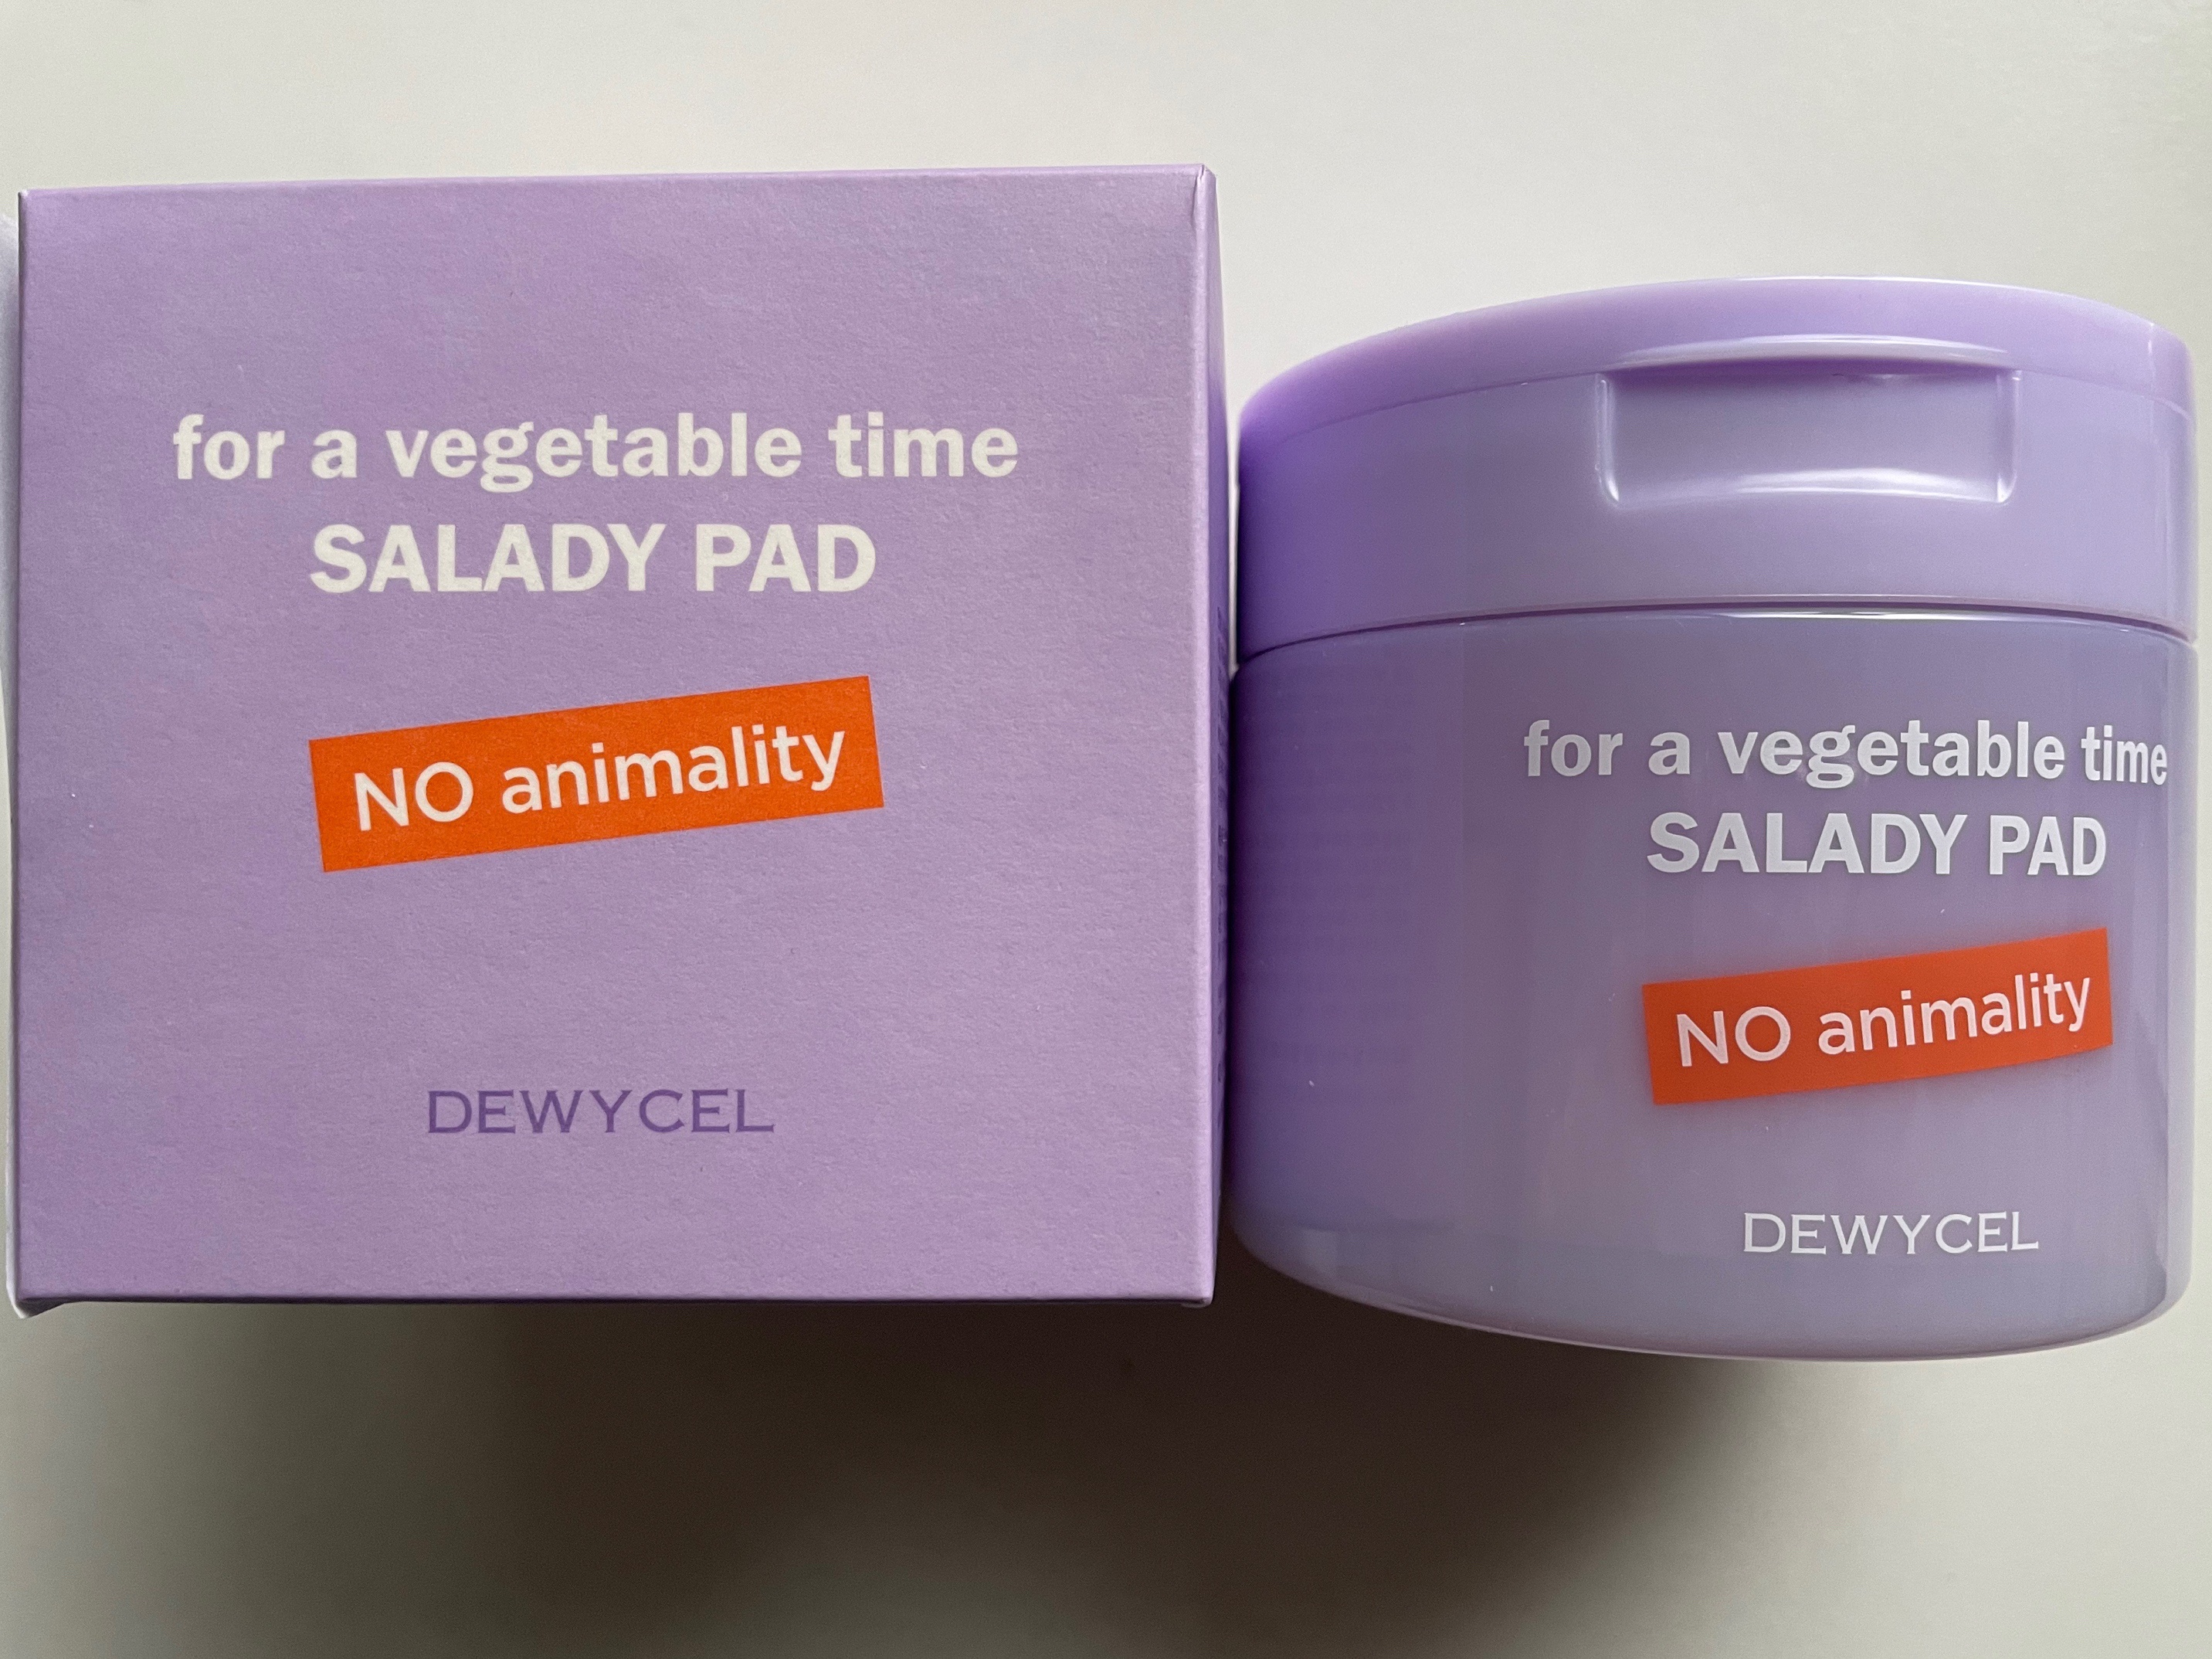 for a vegetable time
SALADY PAD
NO animality
DEWYCEL
for a vegetable time
SALADY PAD
NO animality
DEWYCEL